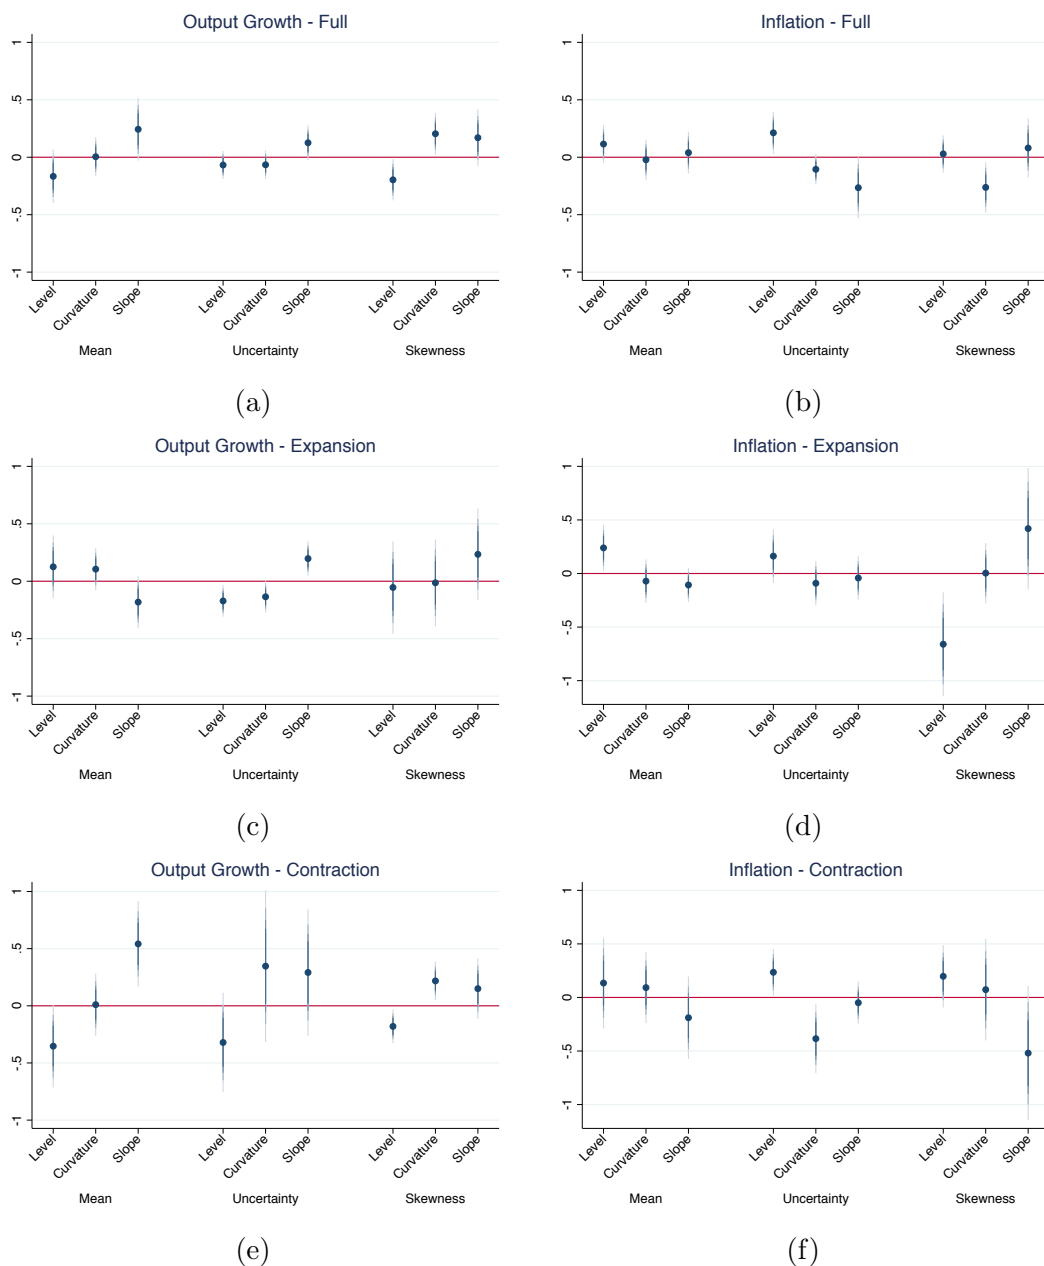 Output Growth - Full
1
.5
0
-.5
-1
Level
Curvature
Slope
Level
Curvature
Slope
Level
Curvature
Slope
Mean
Uncertainty
Skewness
(a)
Inflation - Full
1
.5
0
-.5
-1
Level
Curvature
Slope
Level
Curvature
Slope
Level
Curvature
Slope
Mean
Uncertainty
Skewness
(b)
Output Growth - Expansion
1
.5
0
-.5
-1
Level
Curvature
Slope
Level
Curvature
Slope
Level
Curvature
Slope
Mean
Uncertainty
Skewness
(c)
Inflation - Expansion
1
.5
0
-.5
-1
Level
Curvature
Slope
Level
Curvature
Slope
Level
Curvature
Slope
Mean
Uncertainty
Skewness
(d)
Output Growth - Contraction
1
.5
0
-.5
-1
Level
Curvature
Slope
Level
Curvature
Slope
Level
Curvature
Slope
Mean
Uncertainty
Skewness
(e)
Inflation - Contraction
1
.5
0
-.5
-1
Level
Curvature
Slope
Level
Curvature
Slope
Level
Curvature
Slope
Mean
Uncertainty
Skewness
(f)